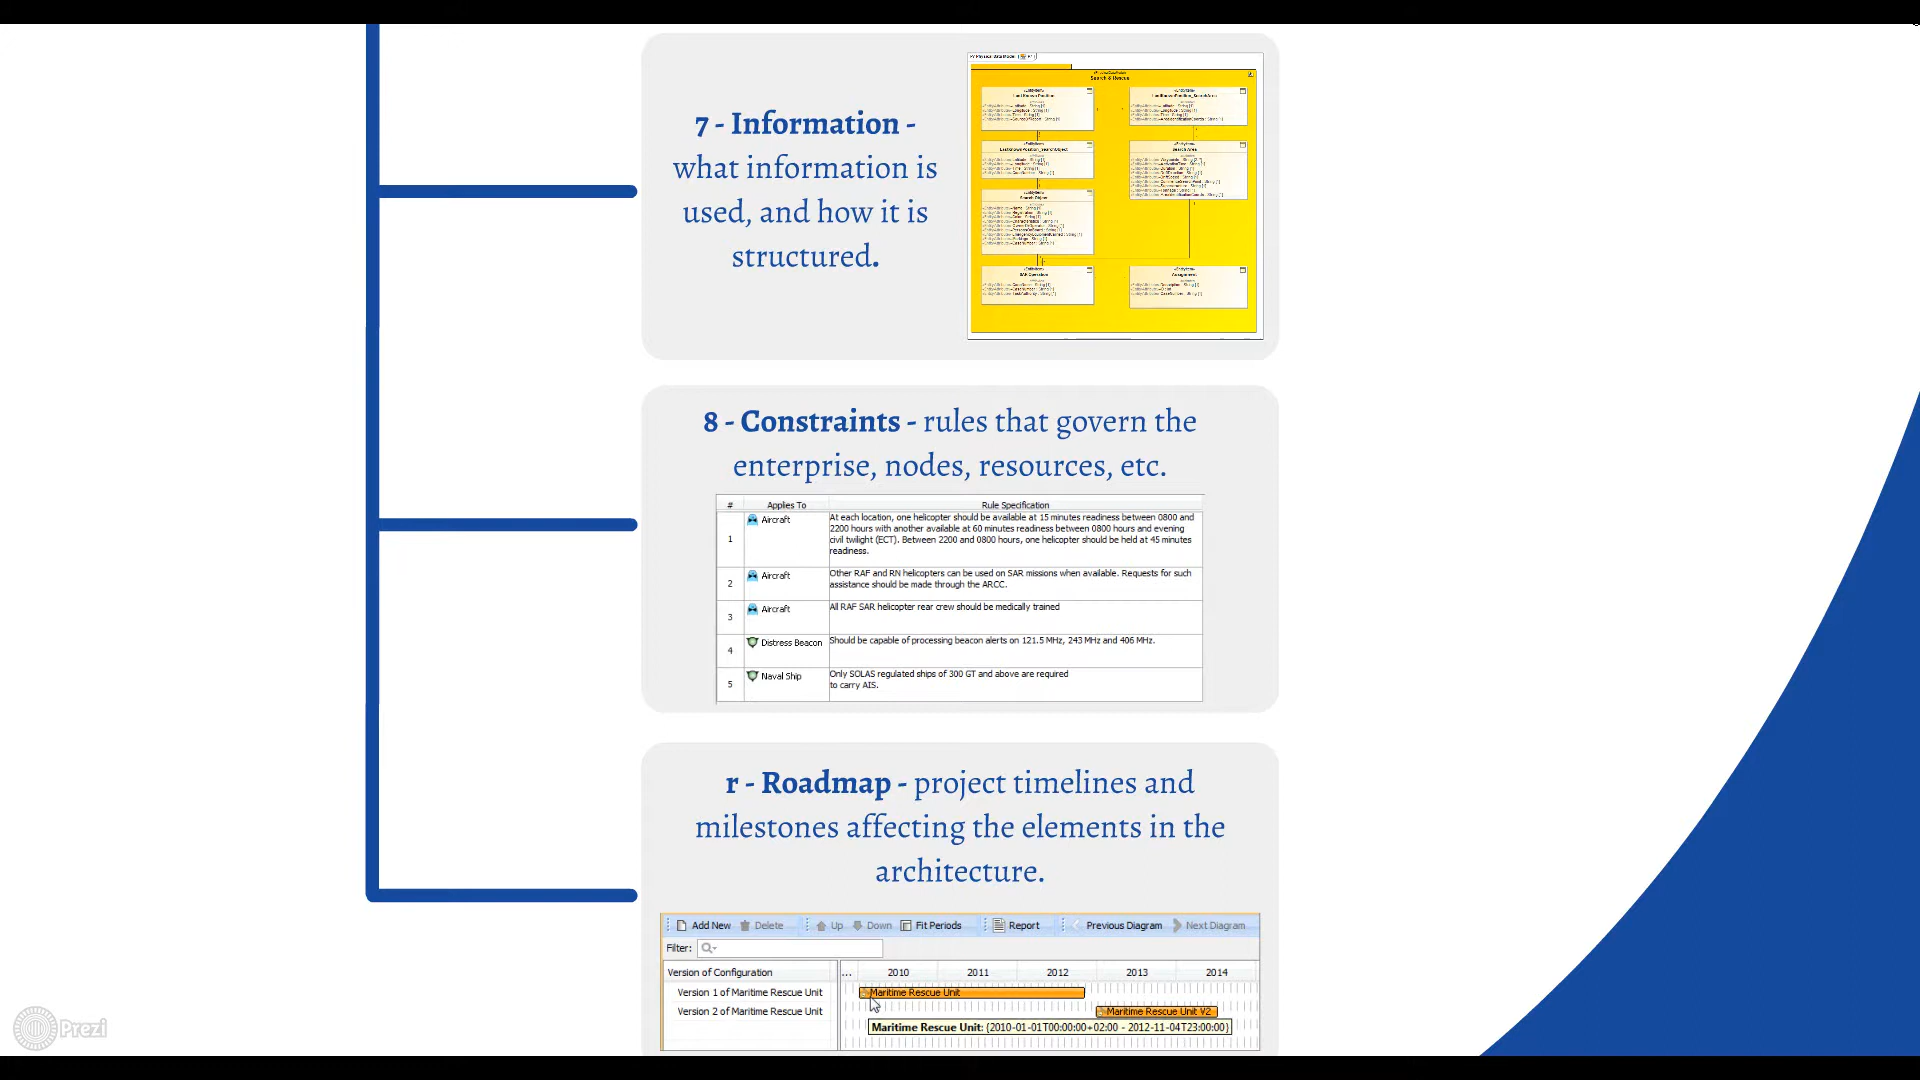 7 - Information -
what information is
used, and how it is
structured.
Search & Rescue
Search Area
Search Object
SAR Operation
Assignment
8 - Constraints - rules that govern the
enterprise, nodes, resources, etc.
# Applies To Rule Specification
1 Aircraft At each location, one helicopter should be available at 15 minutes readiness between 0800 and
2200 hours with another available at 60 minutes readiness between 0800 hours and evening
civil twilight (ECT). Between 2200 and 0800 hours, one helicopter should be held at 45 minutes
readiness.
2 Aircraft Other RAF and RN helicopters can be used on SAR missions when available. Requests for such
assistance should be made through the ARCC.
3 Aircraft All RAF SAR helicopter rear crew should be medically trained
4 Distress Beacon Should be capable of processing beacon alerts on 121.5 MHz, 243 MHz and 406 MHz.
5 Naval Ship Only SOLAS regulated ships of 300 GT and above are required
to carry AIS.
r - Roadmap - project timelines and
milestones affecting the elements in the
architecture.
Add New Delete Up Down Fit Periods Report Previous Diagram Next Diagram
Filter:
Version of Configuration ... 2010 2011 2012 2013 2014
Version 1 of Maritime Rescue Unit Maritime Rescue Unit
Version 2 of Maritime Rescue Unit Maritime Rescue Unit V2
Maritime Rescue Unit: (2010-01-01T00:00:00+02:00 - 2012-11-04T23:00:00)
Prezi